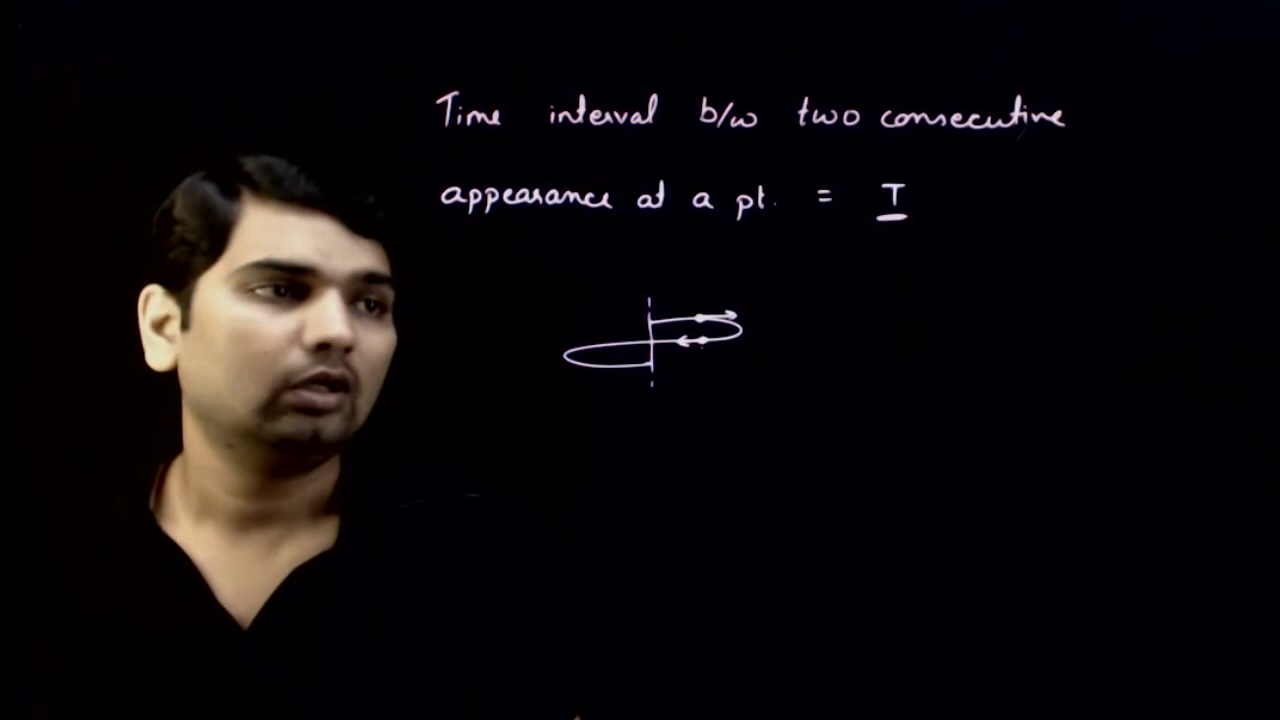 Time interval b/w two consecutive
appearance at a pt. = T